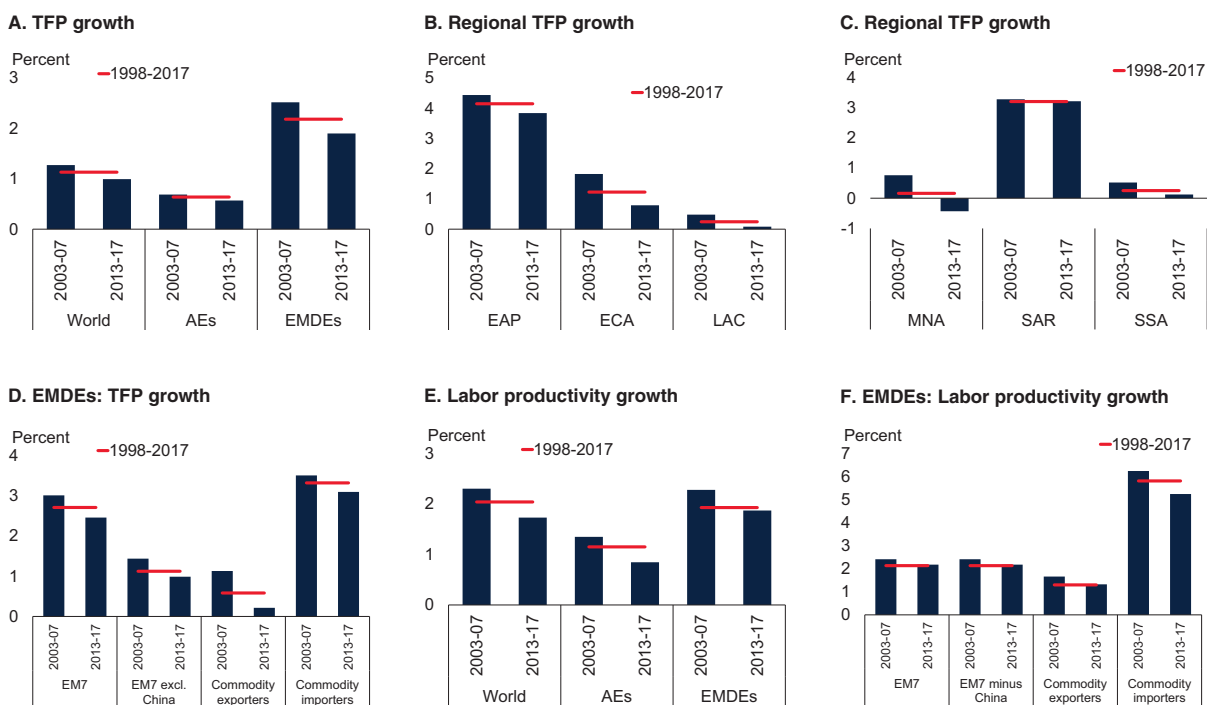 A. TFP growth
Percent
1998-2017
3
2
1
0
2003-07
2013-17
2003-07
2013-17
2003-07
2013-17
World
AEs
EMDEs
B. Regional TFP growth
Percent
5
1998-2017
4
3
2
1
0
2003-07
2013-17
2003-07
2013-17
2003-07
2013-17
EAP
ECA
LAC
C. Regional TFP growth
Percent
1998-2017
4
3
2
1
0
-1
2003-07
2013-17
2003-07
2013-17
2003-07
2013-17
MNA
SAR
SSA
D. EMDEs: TFP growth
Percent
1998-2017
4
3
2
1
0
2003-07
2013-17
2003-07
2013-17
2003-07
2013-17
2003-07
2013-17
EM7
EM7 excl.
China
Commodity
exporters
Commodity
importers
E. Labor productivity growth
Percent
3
1998-2017
2
1
0
2003-07
2013-17
2003-07
2013-17
2003-07
2013-17
World
AEs
EMDEs
F. EMDEs: Labor productivity growth
Percent
7
1998-2017
6
5
4
3
2
1
0
2003-07
2013-17
2003-07
2013-17
2003-07
2013-17
2003-07
2013-17
EM7
EM7 minus
China
Commodity
exporters
Commodity
importers